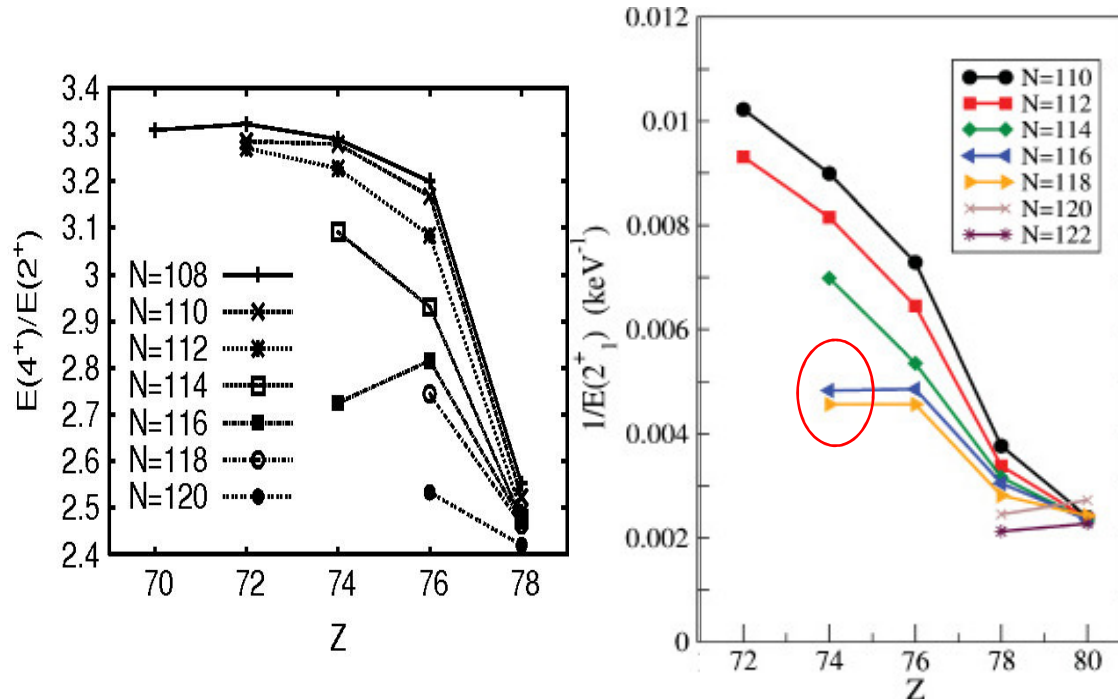 E(4⁺)/E(2⁺)
3.4
3.3
3.2
3.1
3
2.9
2.8
2.7
2.6
2.5
2.4
N=108
N=110
N=112
N=114
N=116
N=118
N=120
70 72 74 76 78
Z
1/E(2⁺₁) (keV⁻¹)
0.012
0.01
0.008
0.006
0.004
0.002
0
N=110
N=112
N=114
N=116
N=118
N=120
N=122
72 74 76 78 80
Z